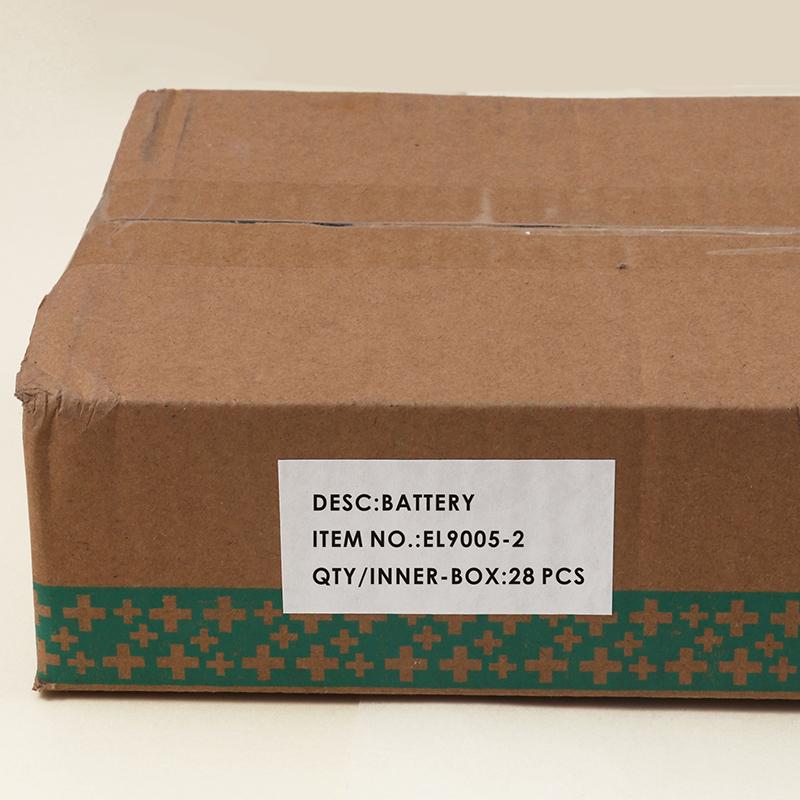 DESC:BATTERY
ITEM NO.:EL9005-2
QTY/INNER-BOX:28 PCS